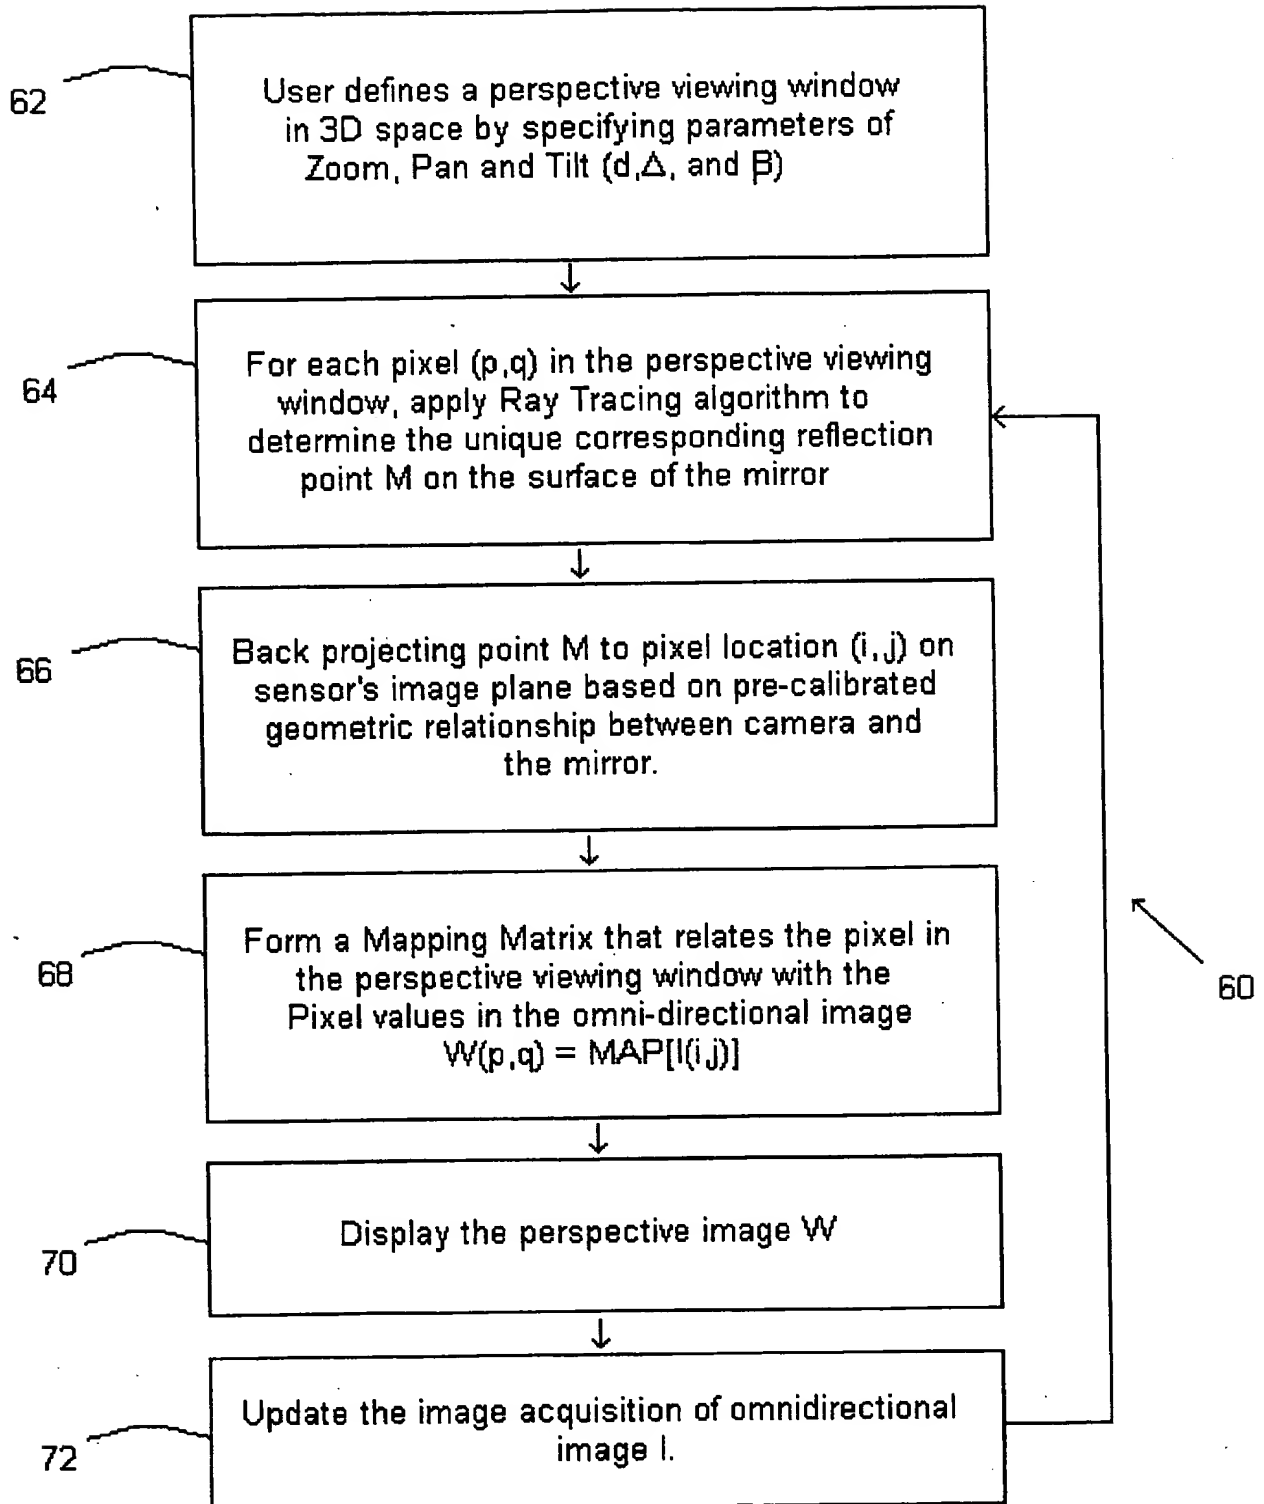 62
User defines a perspective viewing window
in 3D space by specifying parameters of
Zoom, Pan and Tilt (d,Δ, and β)
64
For each pixel (p,q) in the perspective viewing
window, apply Ray Tracing algorithm to
determine the unique corresponding reflection
point M on the surface of the mirror
66
Back projecting point M to pixel location (i,j) on
sensor's image plane based on pre-calibrated
geometric relationship between camera and
the mirror.
68
Form a Mapping Matrix that relates the pixel in
the perspective viewing window with the
Pixel values in the omni-directional image
W(p,q) = MAP[I(i,j)]
60
70
Display the perspective image W
72
Update the image acquisition of omnidirectional
image I.